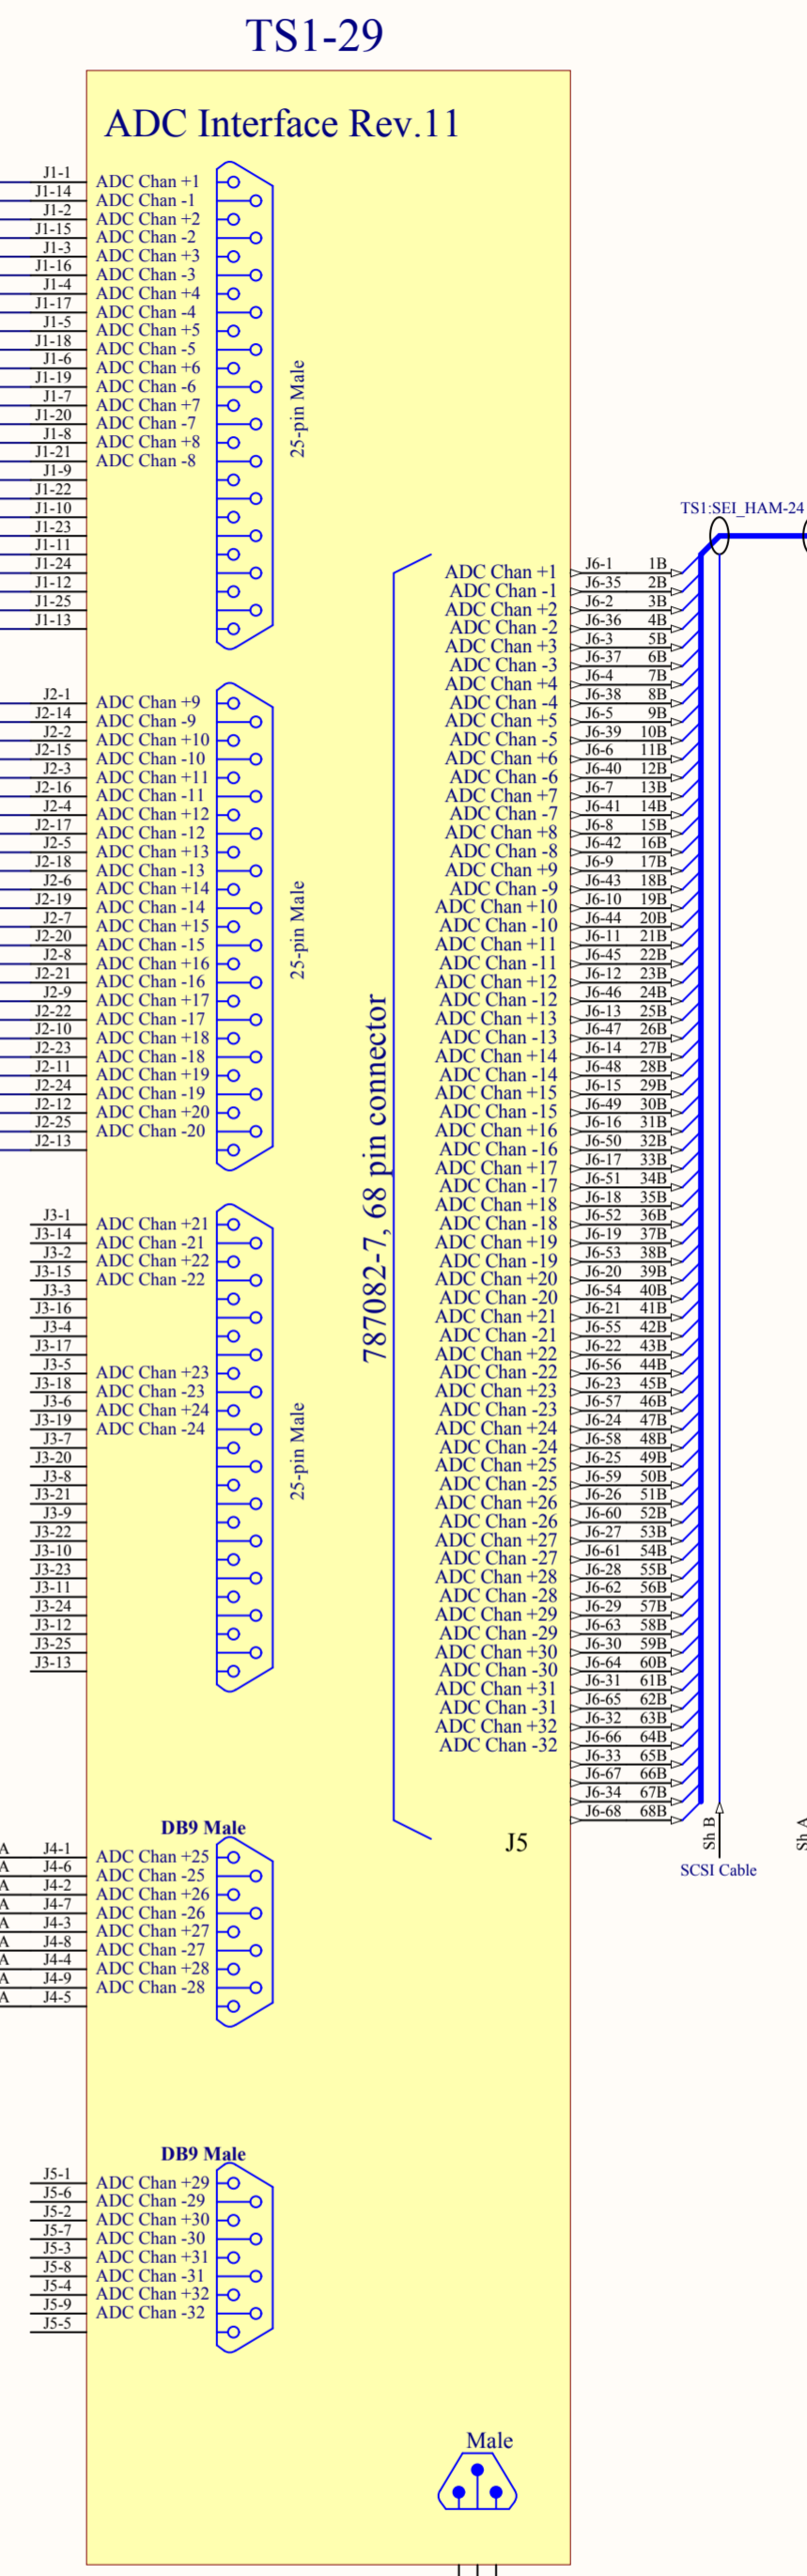 TS1-29
ADC Interface Rev.11
J1-1 ADC Chan +1
J1-14 ADC Chan -1
J1-2 ADC Chan +2
J1-15 ADC Chan -2
J1-3 ADC Chan +3
J1-16 ADC Chan -3
J1-4 ADC Chan +4
J1-17 ADC Chan -4
J1-5 ADC Chan +5
J1-18 ADC Chan -5
J1-6 ADC Chan +6
J1-19 ADC Chan -6
J1-7 ADC Chan +7
J1-20 ADC Chan -7
J1-8 ADC Chan +8
J1-21 ADC Chan -8
J1-9
J1-22
J1-10
J1-23
J1-11
J1-24
J1-12
J1-25
J1-13
25-pin Male
J2-1 ADC Chan +9
J2-14 ADC Chan -9
J2-2 ADC Chan +10
J2-15 ADC Chan -10
J2-3 ADC Chan +11
J2-16 ADC Chan -11
J2-4 ADC Chan +12
J2-17 ADC Chan -12
J2-5 ADC Chan +13
J2-18 ADC Chan -13
J2-6 ADC Chan +14
J2-19 ADC Chan -14
J2-7 ADC Chan +15
J2-20 ADC Chan -15
J2-8 ADC Chan +16
J2-21 ADC Chan -16
J2-9 ADC Chan +17
J2-22 ADC Chan -17
J2-10 ADC Chan +18
J2-23 ADC Chan -18
J2-11 ADC Chan +19
J2-24 ADC Chan -19
J2-12 ADC Chan +20
J2-25 ADC Chan -20
J2-13
25-pin Male
J3-1 ADC Chan +21
J3-14 ADC Chan -21
J3-2 ADC Chan +22
J3-15 ADC Chan -22
J3-3
J3-16
J3-4
J3-17
J3-5 ADC Chan +23
J3-18 ADC Chan -23
J3-6 ADC Chan +24
J3-19 ADC Chan -24
J3-7
J3-20
J3-8
J3-21
J3-9
J3-22
J3-10
J3-23
J3-11
J3-24
J3-12
J3-25
J3-13
25-pin Male
DB9 Male
A J4-1 ADC Chan +25
A J4-6 ADC Chan -25
A J4-2 ADC Chan +26
A J4-7 ADC Chan -26
A J4-3 ADC Chan +27
A J4-8 ADC Chan -27
A J4-4 ADC Chan +28
A J4-9 ADC Chan -28
A J4-5
DB9 Male
J5-1 ADC Chan +29
J5-6 ADC Chan -29
J5-2 ADC Chan +30
J5-7 ADC Chan -30
J5-3 ADC Chan +31
J5-8 ADC Chan -31
J5-4 ADC Chan +32
J5-9 ADC Chan -32
J5-5
787082-7, 68 pin connector
TS1:SEI_HAM-24
ADC Chan +1 J6-1 1B
ADC Chan -1 J6-35 2B
ADC Chan +2 J6-2 3B
ADC Chan -2 J6-36 4B
ADC Chan +3 J6-3 5B
ADC Chan -3 J6-37 6B
ADC Chan +4 J6-4 7B
ADC Chan -4 J6-38 8B
ADC Chan +5 J6-5 9B
ADC Chan -5 J6-39 10B
ADC Chan +6 J6-6 11B
ADC Chan -6 J6-40 12B
ADC Chan +7 J6-7 13B
ADC Chan -7 J6-41 14B
ADC Chan +8 J6-8 15B
ADC Chan -8 J6-42 16B
ADC Chan +9 J6-9 17B
ADC Chan -9 J6-43 18B
ADC Chan +10 J6-10 19B
ADC Chan -10 J6-44 20B
ADC Chan +11 J6-11 21B
ADC Chan -11 J6-45 22B
ADC Chan +12 J6-12 23B
ADC Chan -12 J6-46 24B
ADC Chan +13 J6-13 25B
ADC Chan -13 J6-47 26B
ADC Chan +14 J6-14 27B
ADC Chan -14 J6-48 28B
ADC Chan +15 J6-15 29B
ADC Chan -15 J6-49 30B
ADC Chan +16 J6-16 31B
ADC Chan -16 J6-50 32B
ADC Chan +17 J6-17 33B
ADC Chan -17 J6-51 34B
ADC Chan +18 J6-18 35B
ADC Chan -18 J6-52 36B
ADC Chan +19 J6-19 37B
ADC Chan -19 J6-53 38B
ADC Chan +20 J6-20 39B
ADC Chan -20 J6-54 40B
ADC Chan +21 J6-21 41B
ADC Chan -21 J6-55 42B
ADC Chan +22 J6-22 43B
ADC Chan -22 J6-56 44B
ADC Chan +23 J6-23 45B
ADC Chan -23 J6-57 46B
ADC Chan +24 J6-24 47B
ADC Chan -24 J6-58 48B
ADC Chan +25 J6-25 49B
ADC Chan -25 J6-59 50B
ADC Chan +26 J6-26 51B
ADC Chan -26 J6-60 52B
ADC Chan +27 J6-27 53B
ADC Chan -27 J6-61 54B
ADC Chan +28 J6-28 55B
ADC Chan -28 J6-62 56B
ADC Chan +29 J6-29 57B
ADC Chan -29 J6-63 58B
ADC Chan +30 J6-30 59B
ADC Chan -30 J6-64 60B
ADC Chan +31 J6-31 61B
ADC Chan -31 J6-65 62B
ADC Chan +32 J6-32 63B
ADC Chan -32 J6-66 64B
J6-33 65B
J6-67 66B
J6-34 67B
J6-68 68B
J5
Sh B
Sh A
SCSI Cable
Male